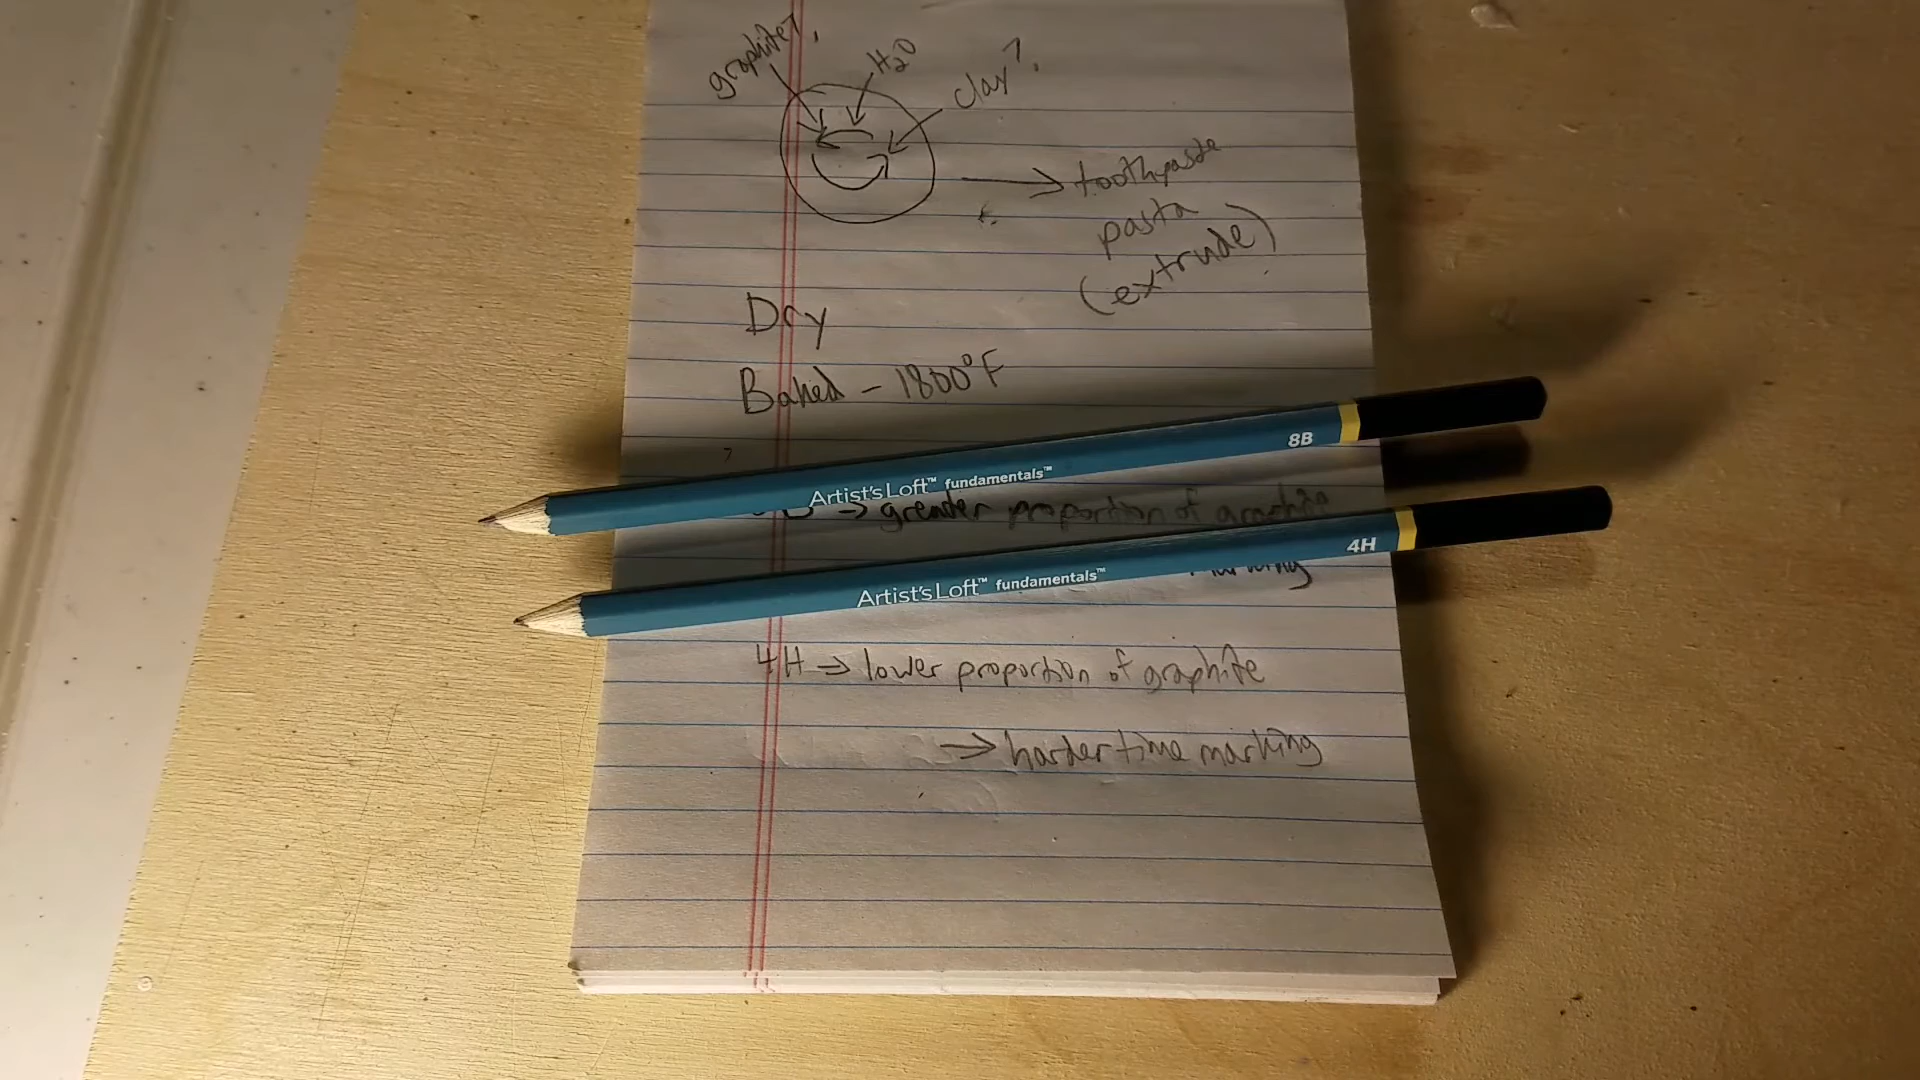 graphite?
H2O
clay?
toothpaste
pasta
(extrude)
Dry
Baked - 1800°F
8B
Artist's Loft™ fundamentals™
→ greater proportion of graphite
4H
Artist's Loft™ fundamentals™
marking
4H → lower proportion of graphite
→ harder time marking